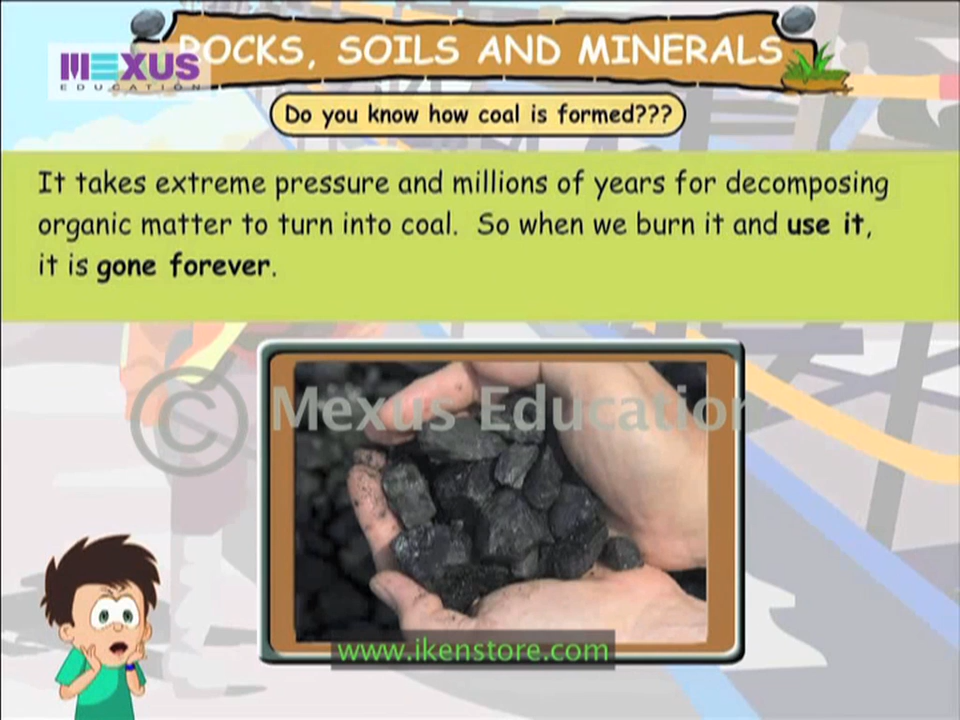 ROCKS, SOILS AND MINERALS
MEXUS
EDUCATION
Do you know how coal is formed???
It takes extreme pressure and millions of years for decomposing
organic matter to turn into coal. So when we burn it and use it,
it is gone forever.
© Mexus Education
www.ikenstore.com